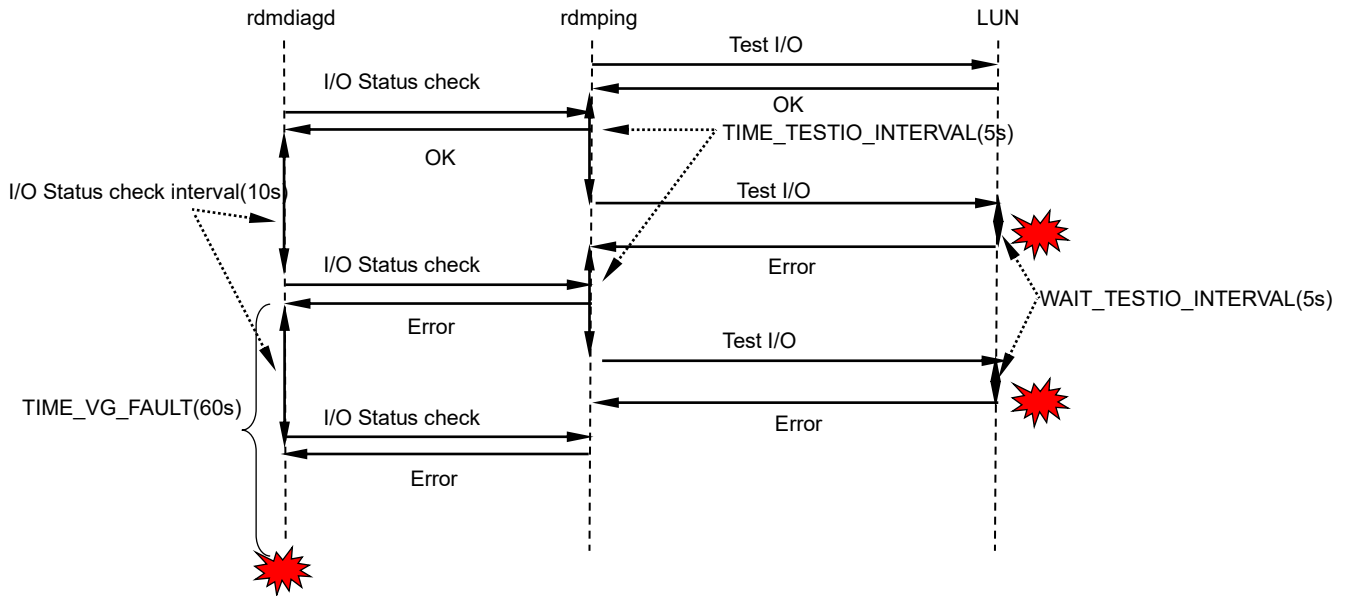 rdmdiagd
rdmping
LUN
Test I/O
I/O Status check
OK
TIME_TESTIO_INTERVAL(5s)
OK
I/O Status check interval(10s)
Test I/O
I/O Status check
Error
WAIT_TESTIO_INTERVAL(5s)
Error
Test I/O
TIME_VG_FAULT(60s)
I/O Status check
Error
Error